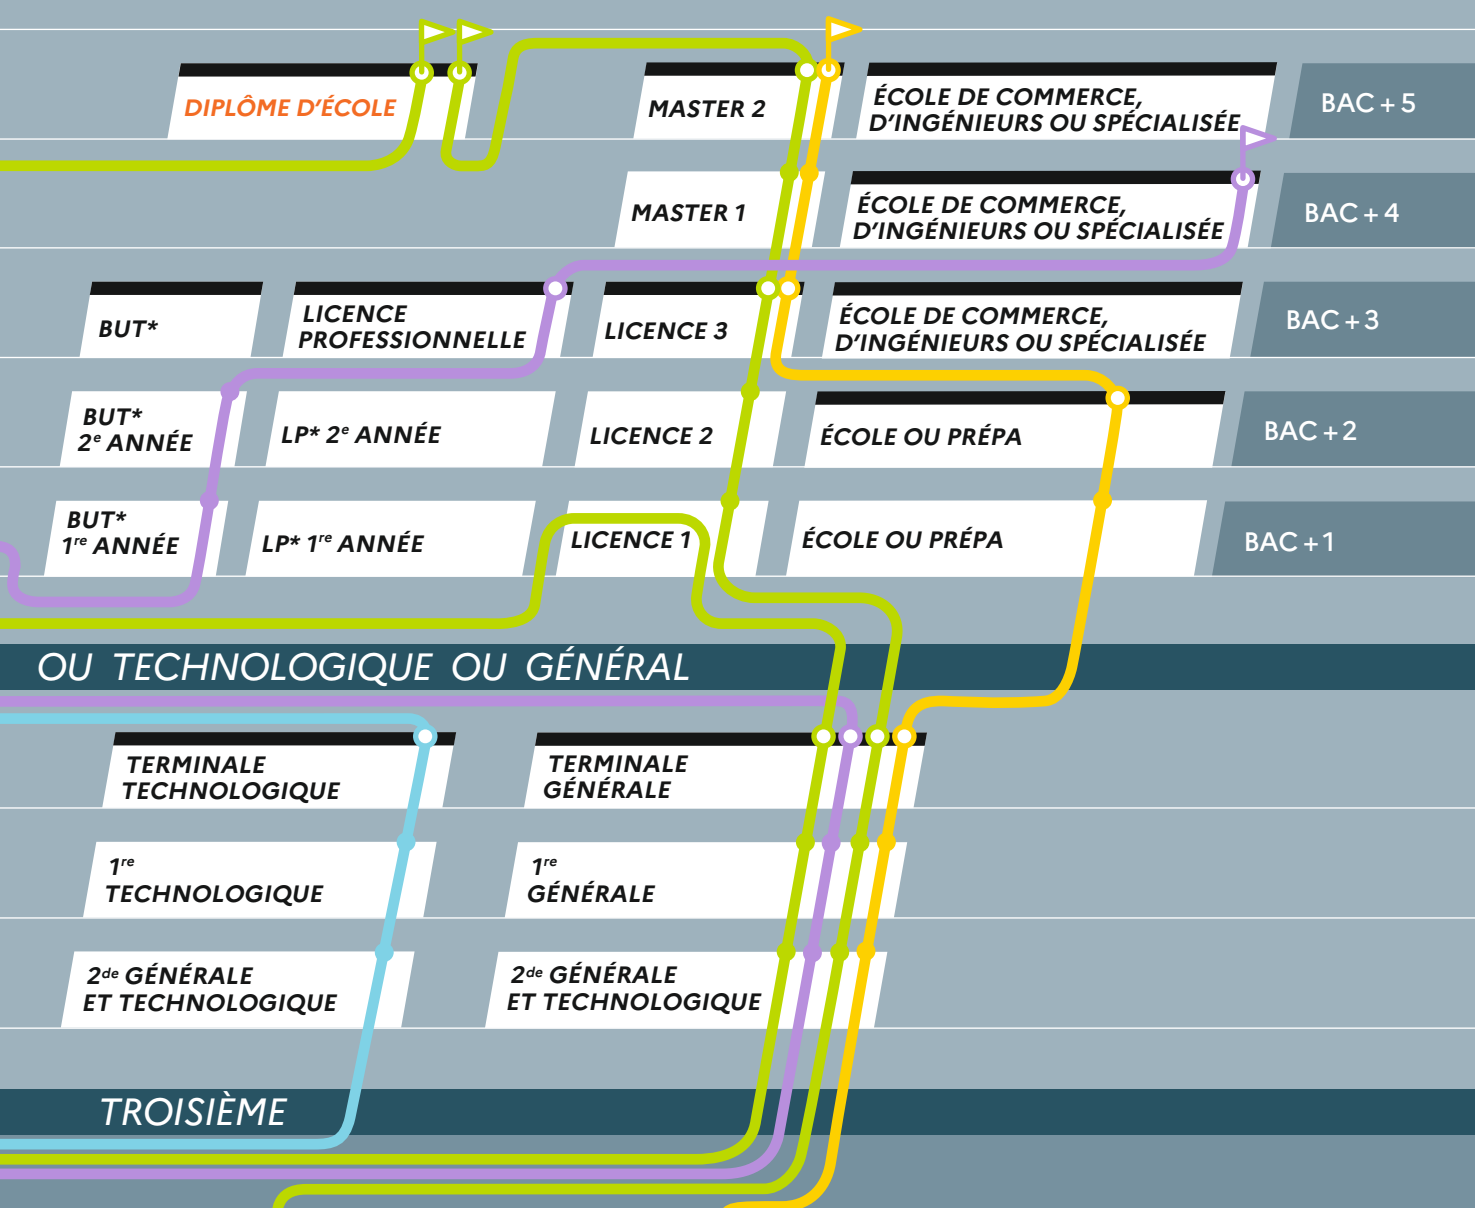 DIPLÔME D'ÉCOLE
MASTER 2
ÉCOLE DE COMMERCE,
D'INGÉNIEURS OU SPÉCIALISÉE
BAC + 5
MASTER 1
ÉCOLE DE COMMERCE,
D'INGÉNIEURS OU SPÉCIALISÉE
BAC + 4
BUT*
LICENCE
PROFESSIONNELLE
LICENCE 3
ÉCOLE DE COMMERCE,
D'INGÉNIEURS OU SPÉCIALISÉE
BAC + 3
BUT*
2e ANNÉE
LP* 2e ANNÉE
LICENCE 2
ÉCOLE OU PRÉPA
BAC + 2
BUT*
1re ANNÉE
LP* 1re ANNÉE
LICENCE 1
ÉCOLE OU PRÉPA
BAC + 1
OU TECHNOLOGIQUE OU GÉNÉRAL
TERMINALE
TECHNOLOGIQUE
TERMINALE
GÉNÉRALE
1re
TECHNOLOGIQUE
1re
GÉNÉRALE
2de GÉNÉRALE
ET TECHNOLOGIQUE
2de GÉNÉRALE
ET TECHNOLOGIQUE
TROISIÈME